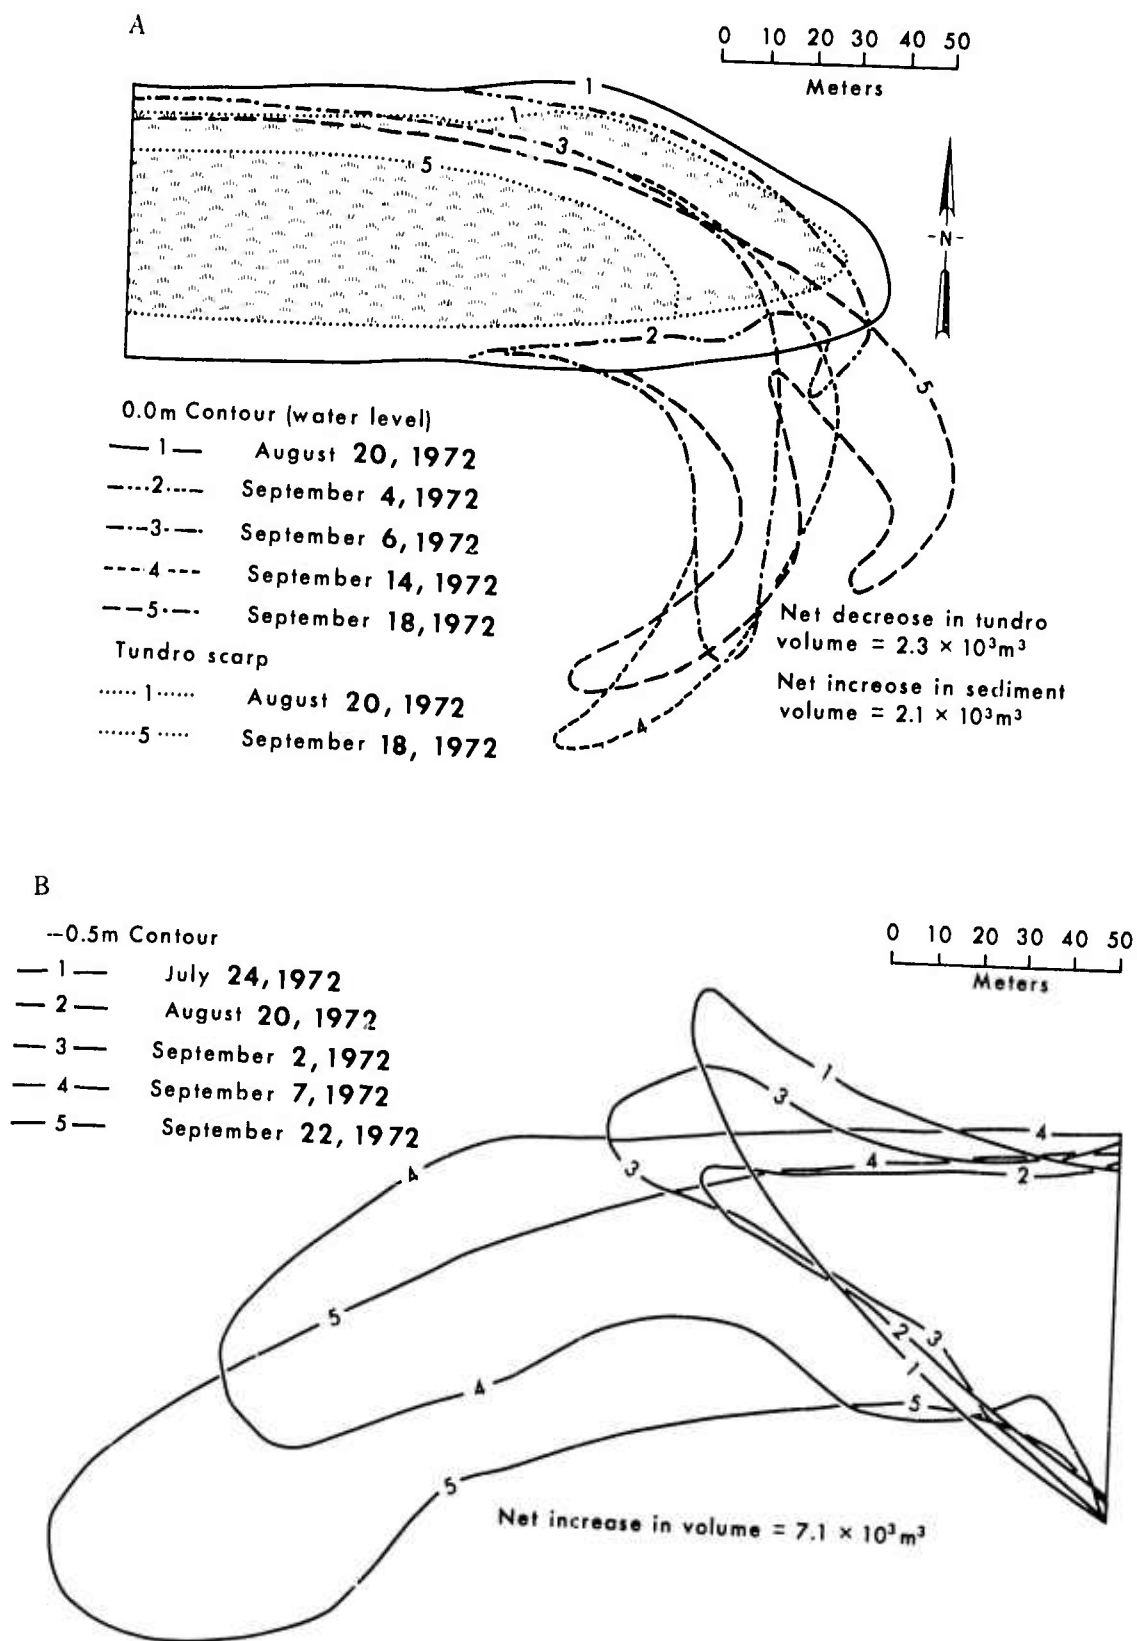 A
0 10 20 30 40 50
Meters
1
1
3
5
-N-
2
5
0.0m Contour (water level)
1 August 20, 1972
2 September 4, 1972
3 September 6, 1972
4 September 14, 1972
5 September 18, 1972
Tundro scarp
1 August 20, 1972
5 September 18, 1972
Net decrease in tundro
volume = 2.3 × 10³m³
Net increase in sediment
volume = 2.1 × 10³m³
4
B
--0.5m Contour
1 July 24, 1972
2 August 20, 1972
3 September 2, 1972
4 September 7, 1972
5 September 22, 1972
0 10 20 30 40 50
Meters
1
3
4
4
3
4
2
5
3
2
1
4
5
5
Net increase in volume = 7.1 × 10³m³